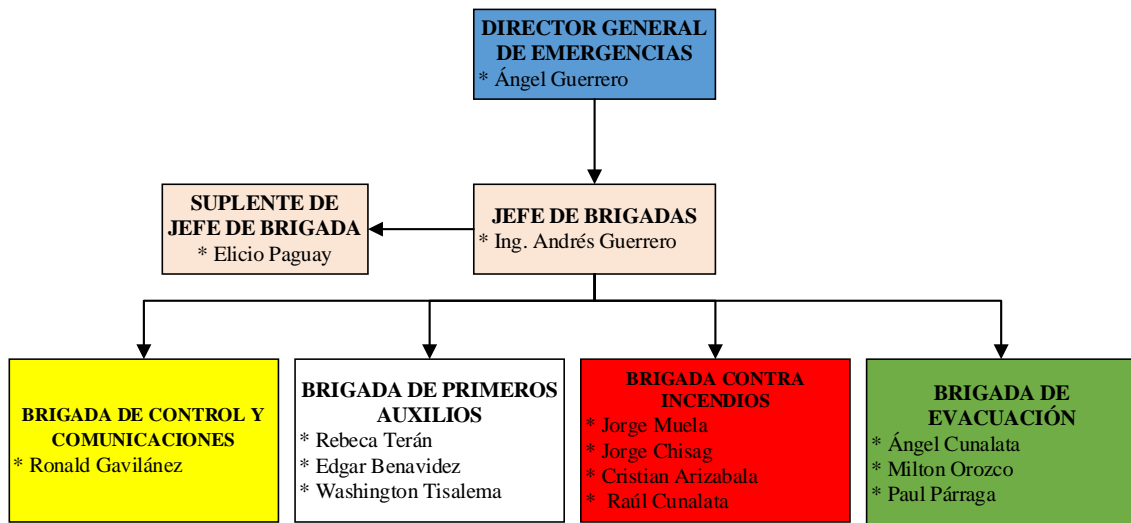 DIRECTOR GENERAL
DE EMERGENCIAS
* Ángel Guerrero
SUPLENTE DE
JEFE DE BRIGADA
* Elicio Paguay
JEFE DE BRIGADAS
* Ing. Andrés Guerrero
BRIGADA DE CONTROL Y
COMUNICACIONES
* Ronald Gavilánez
BRIGADA DE PRIMEROS
AUXILIOS
* Rebeca Terán
* Edgar Benavidez
* Washington Tisalema
BRIGADA CONTRA
INCENDIOS
* Jorge Muela
* Jorge Chisag
* Cristian Arizabala
* Raúl Cunalata
BRIGADA DE
EVACUACIÓN
* Ángel Cunalata
* Milton Orozco
* Paul Párraga